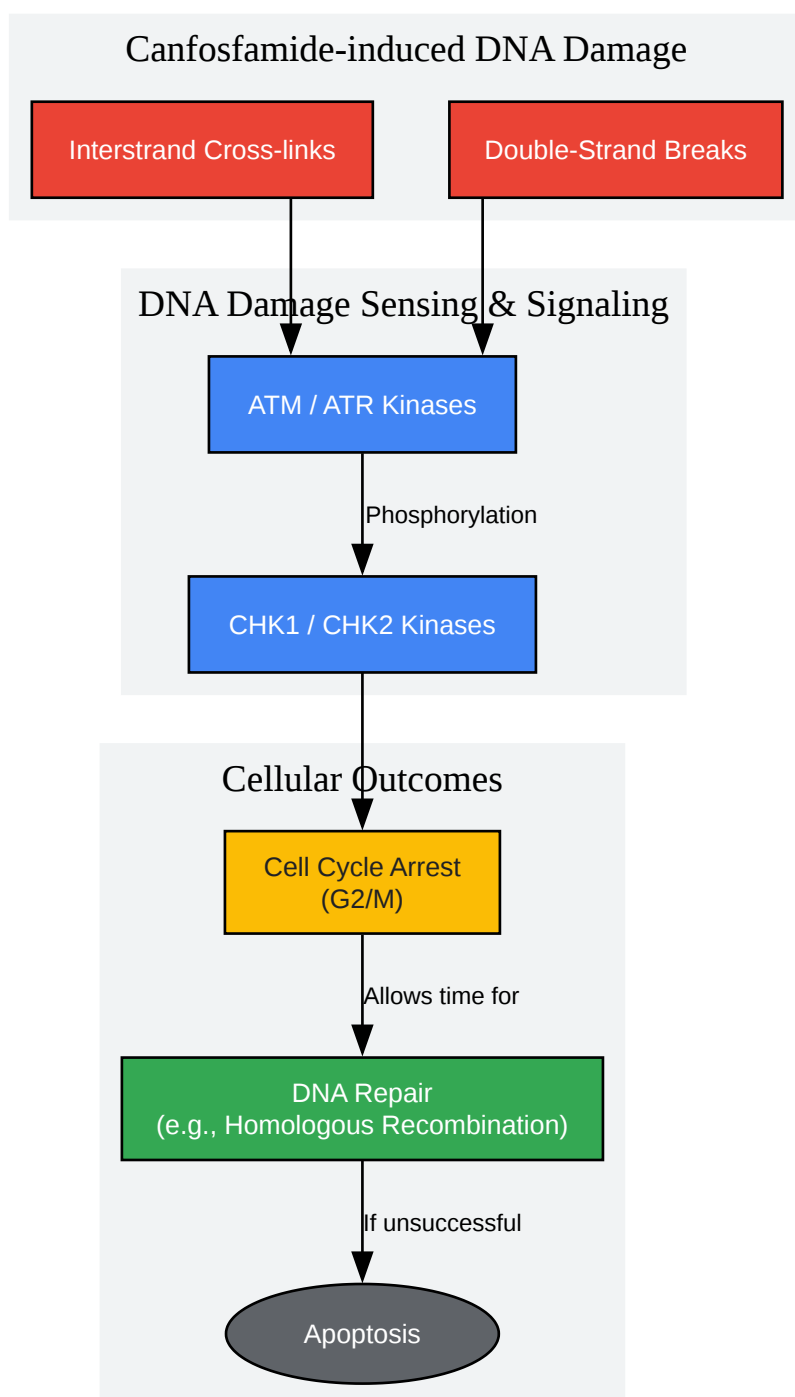 Canfosfamide-induced DNA Damage
Interstrand Cross-links
Double-Strand Breaks
DNA Damage Sensing & Signaling
ATM / ATR Kinases
Phosphorylation
CHK1 / CHK2 Kinases
Cellular Outcomes
Cell Cycle Arrest
(G2/M)
Allows time for
DNA Repair
(e.g., Homologous Recombination)
If unsuccessful
Apoptosis